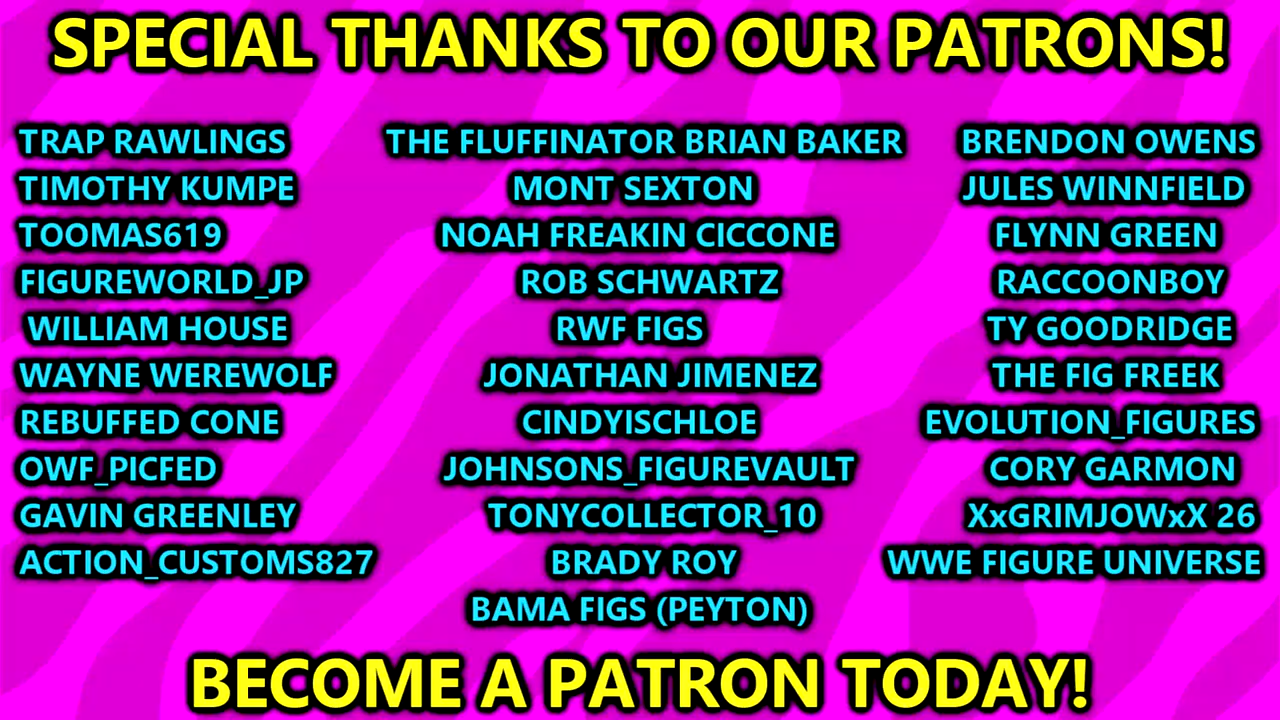 SPECIAL THANKS TO OUR PATRONS!
TRAP RAWLINGS
TIMOTHY KUMPE
TOOMAS619
FIGUREWORLD_JP
WILLIAM HOUSE
WAYNE WEREWOLF
REBUFFED CONE
OWF_PICFED
GAVIN GREENLEY
ACTION_CUSTOMS827
THE FLUFFINATOR BRIAN BAKER
MONT SEXTON
NOAH FREAKIN CICCONE
ROB SCHWARTZ
RWF FIGS
JONATHAN JIMENEZ
CINDYISCHLOE
JOHNSONS_FIGUREVAULT
TONYCOLLECTOR_10
BRADY ROY
BAMA FIGS (PEYTON)
BRENDON OWENS
JULES WINNFIELD
FLYNN GREEN
RACCOONBOY
TY GOODRIDGE
THE FIG FREEK
EVOLUTION_FIGURES
CORY GARMON
XxGRIMJOWxX 26
WWE FIGURE UNIVERSE
BECOME A PATRON TODAY!